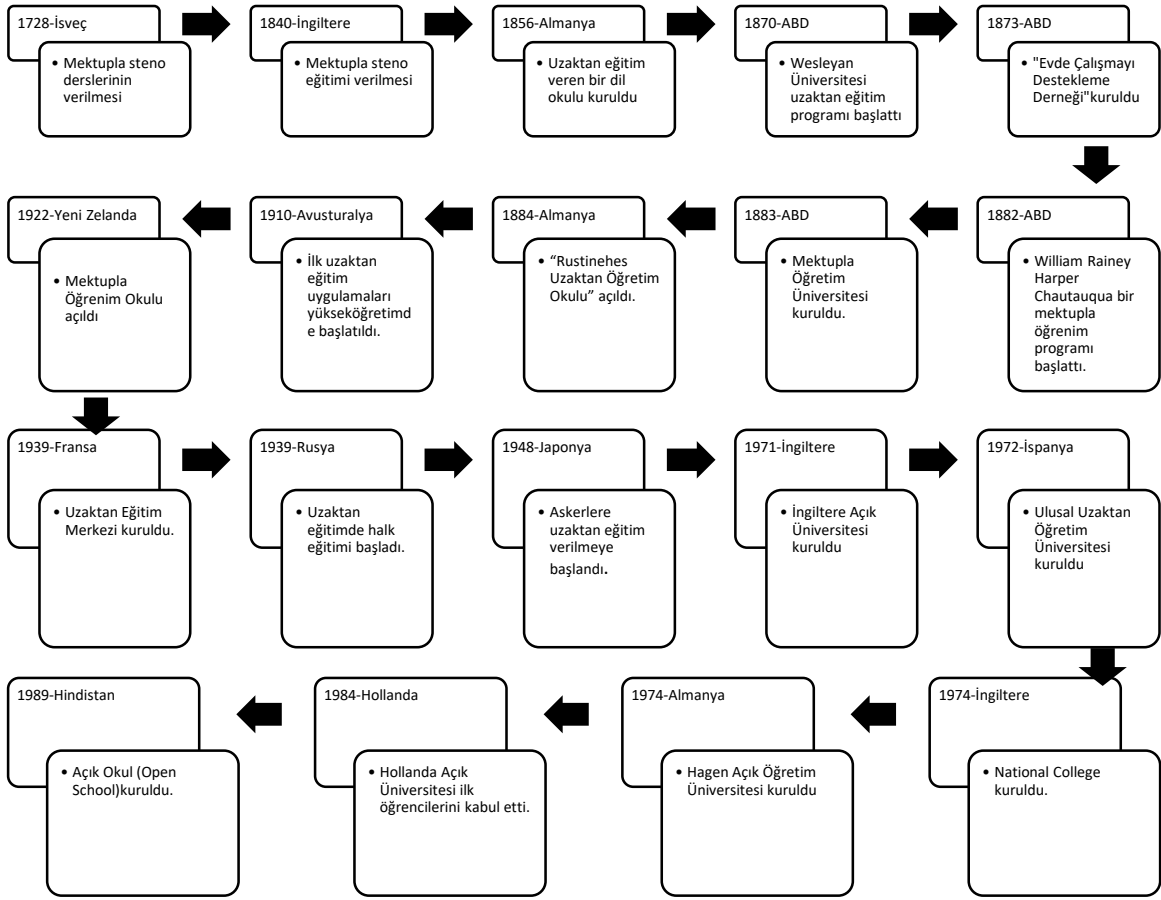 1728-İsveç
• Mektupla steno
derslerinin
verilmesi
1840-İngiltere
• Mektupla steno
eğitimi verilmesi
1856-Almanya
• Uzaktan eğitim
veren bir dil
okulu kuruldu
1870-ABD
• Wesleyan
Üniversitesi
uzaktan eğitim
programı başlattı
1873-ABD
• "Evde Çalışmayı
Destekleme
Derneği"kuruldu
1882-ABD
• William Rainey
Harper
Chautauqua bir
mektupla
öğrenim
programı
başlattı.
1883-ABD
• Mektupla
Öğretim
Üniversitesi
kuruldu.
1884-Almanya
• “Rustinehes
Uzaktan Öğretim
Okulu” açıldı.
1910-Avusturalya
• İlk uzaktan
eğitim
uygulamaları
yükseköğretimd
e başlatıldı.
1922-Yeni Zelanda
• Mektupla
Öğrenim Okulu
açıldı
1939-Fransa
• Uzaktan Eğitim
Merkezi kuruldu.
1939-Rusya
• Uzaktan
eğitimde halk
eğitimi başladı.
1948-Japonya
• Askerlere
uzaktan eğitim
verilmeye
başlandı.
1971-İngiltere
• İngiltere Açık
Üniversitesi
kuruldu
1972-İspanya
• Ulusal Uzaktan
Öğretim
Üniversitesi
kuruldu
1974-İngiltere
• National College
kuruldu.
1974-Almanya
• Hagen Açık Öğretim
Üniversitesi kuruldu
1984-Hollanda
• Hollanda Açık
Üniversitesi ilk
öğrencilerini kabul etti.
1989-Hindistan
• Açık Okul (Open
School)kuruldu.